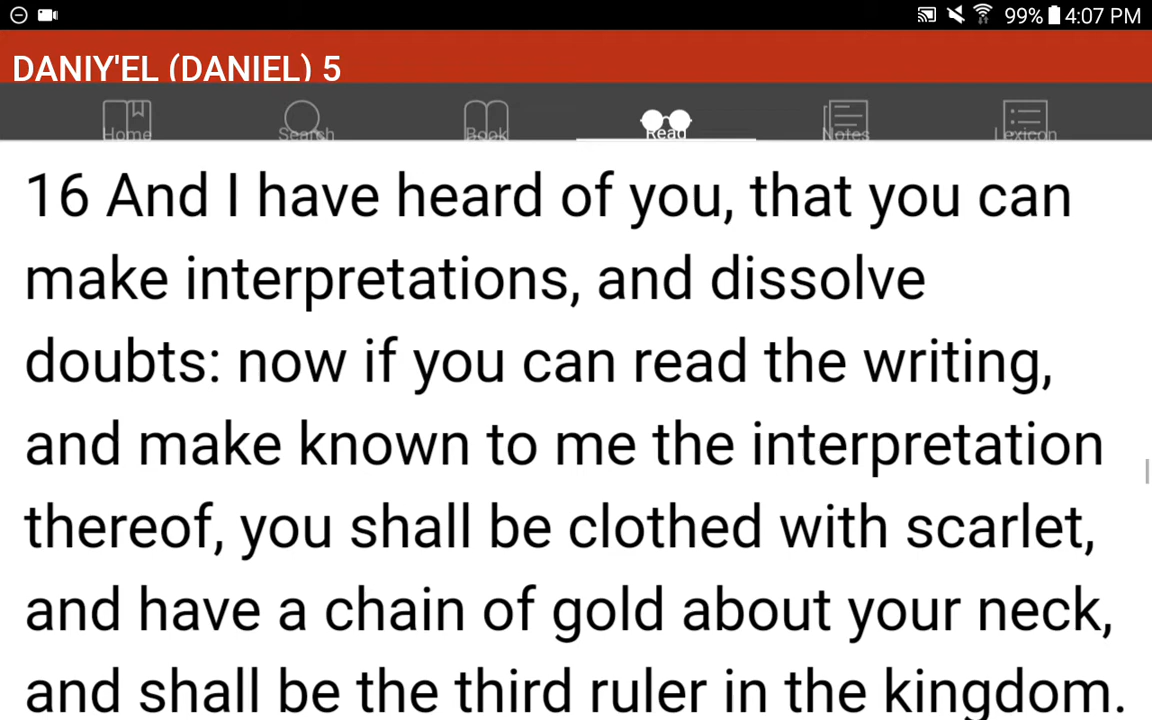 99% 4:07 PM
DANIY'EL (DANIEL) 5
Home Search Book Read Notes Lexicon
16 And I have heard of you, that you can
make interpretations, and dissolve
doubts: now if you can read the writing,
and make known to me the interpretation
thereof, you shall be clothed with scarlet,
and have a chain of gold about your neck,
and shall be the third ruler in the kingdom.